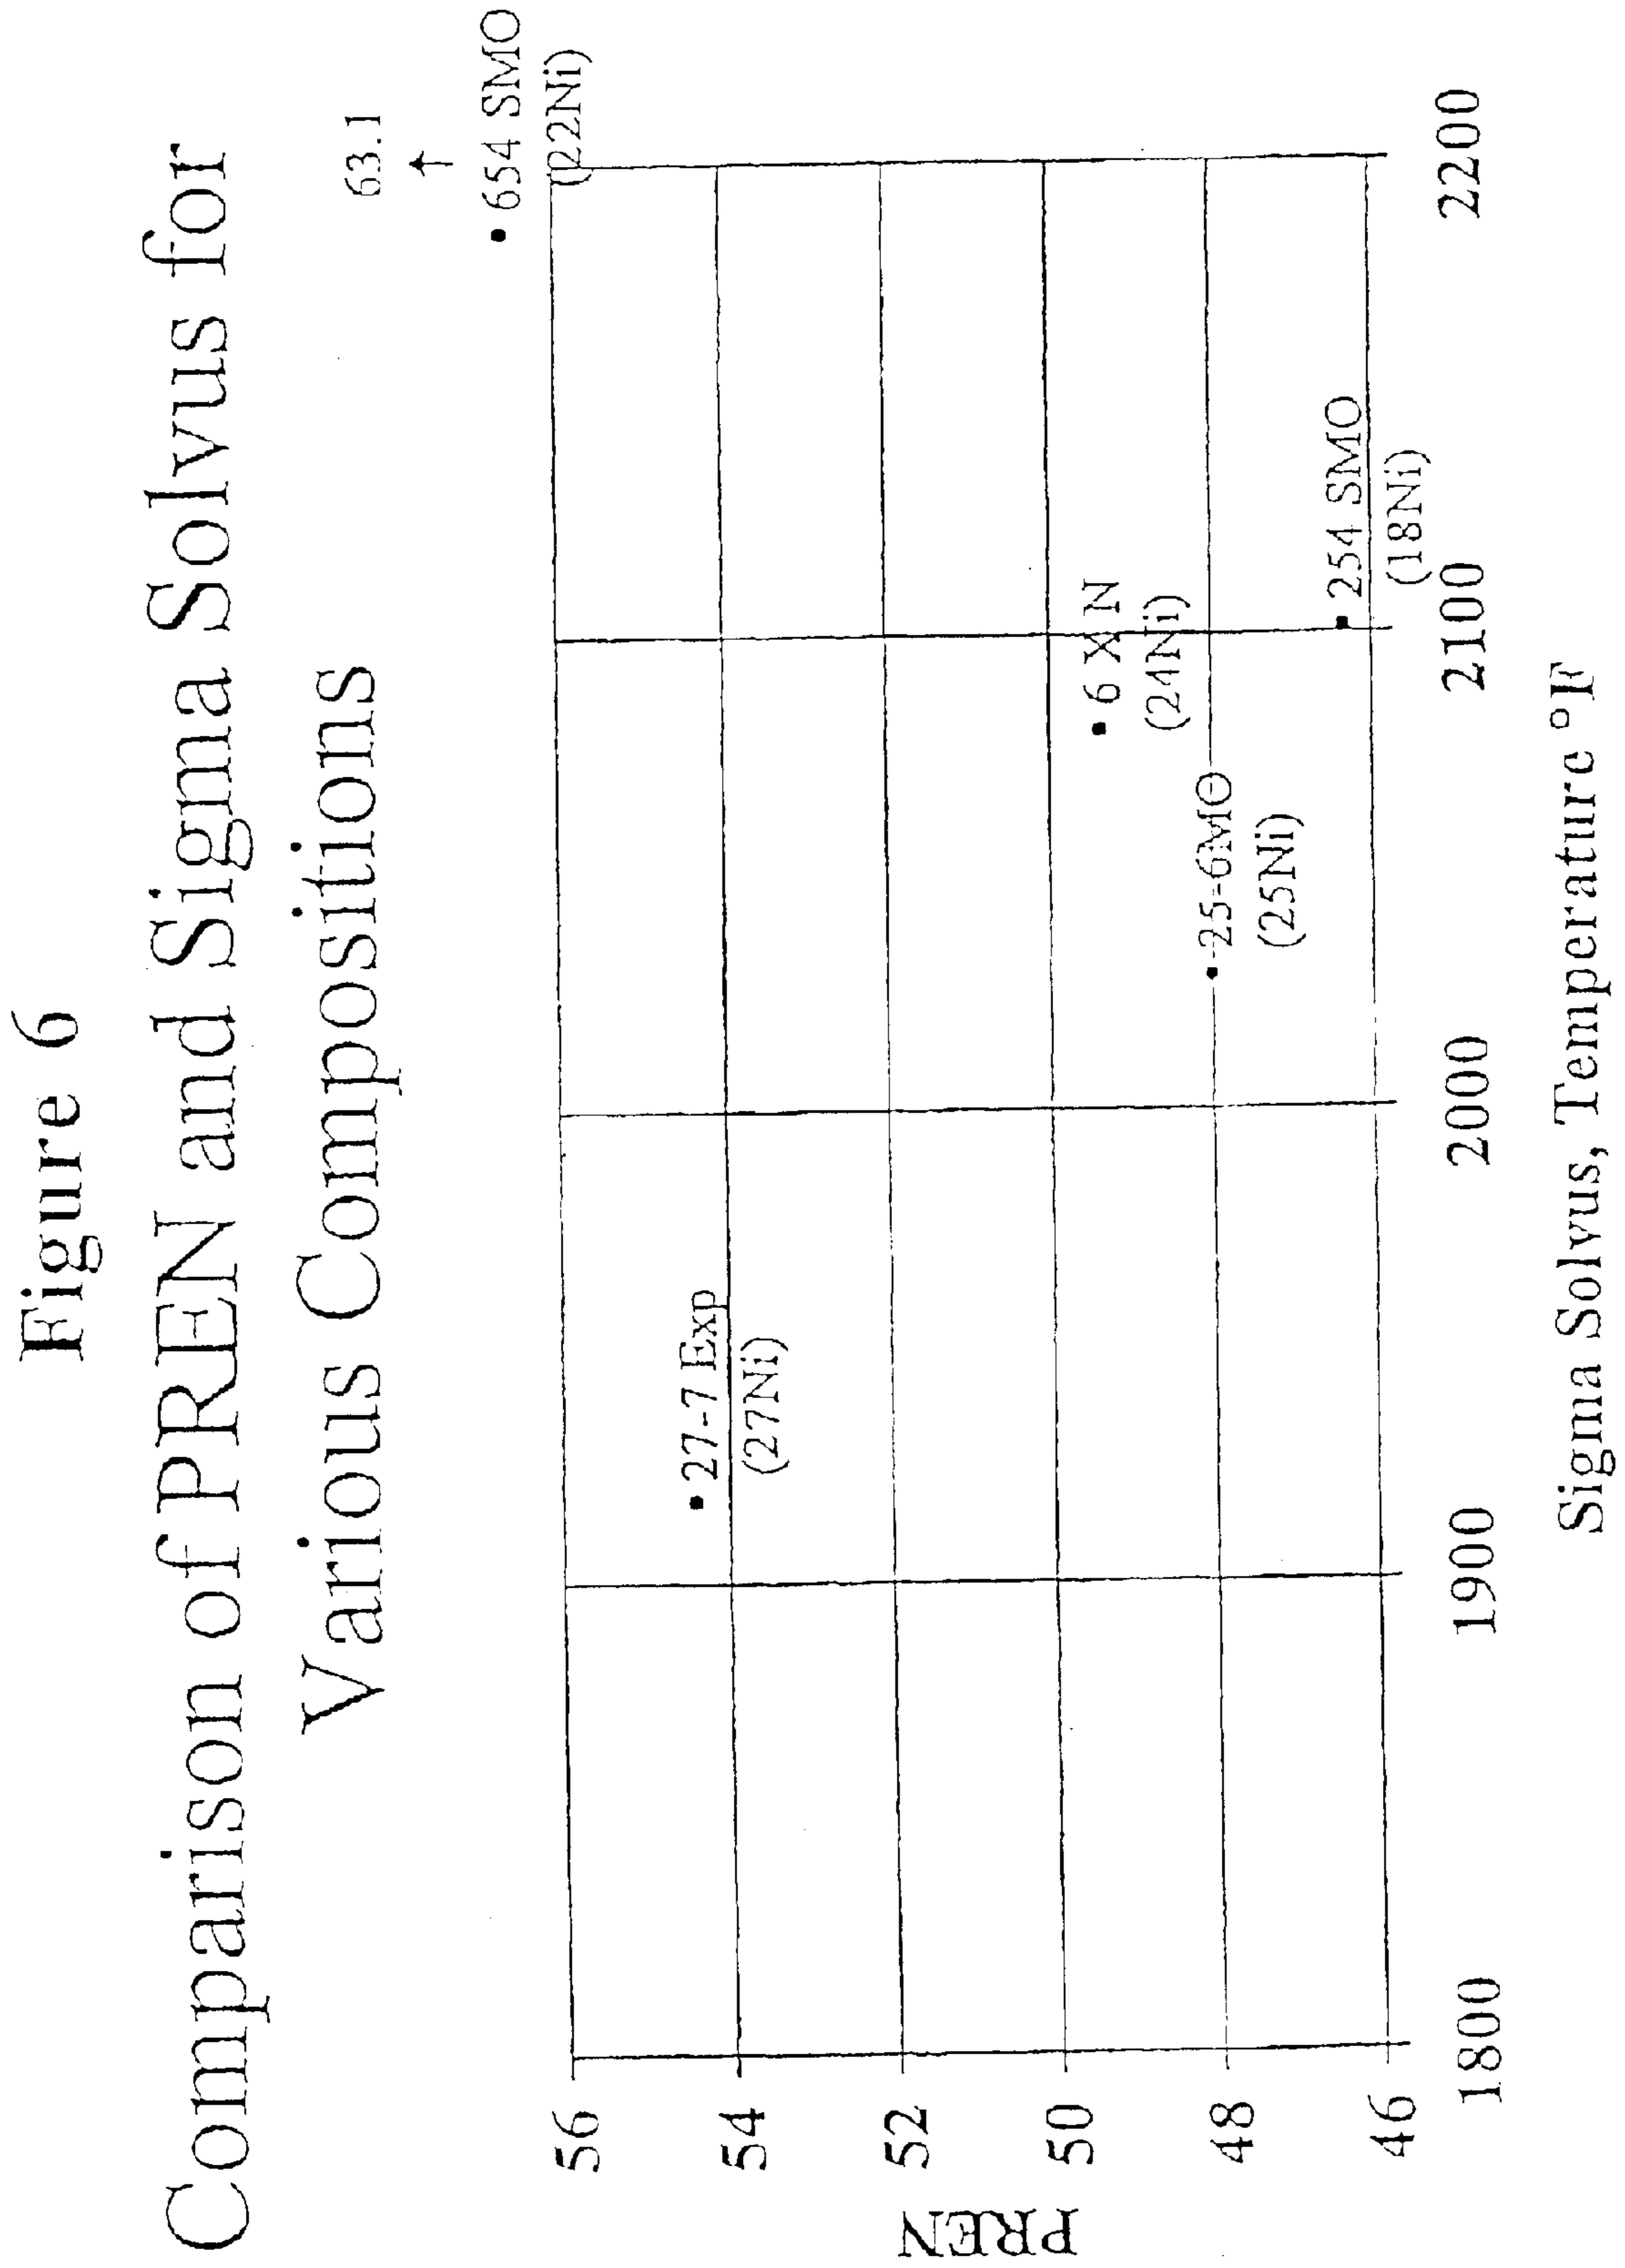 Figure 6
Comparison of PREN and Sigma Solvus for
Various Compositions
63.1
↑
654 SMO
(22Ni)
56
27-7 Exp
54
(27Ni)
52
50
6 X N
(24Ni)
25-6MO
48
(25Ni)
254 SMO
46
(18Ni)
PREN
1800 1900 2000 2100 2200
Sigma Solvus, Temperature °F